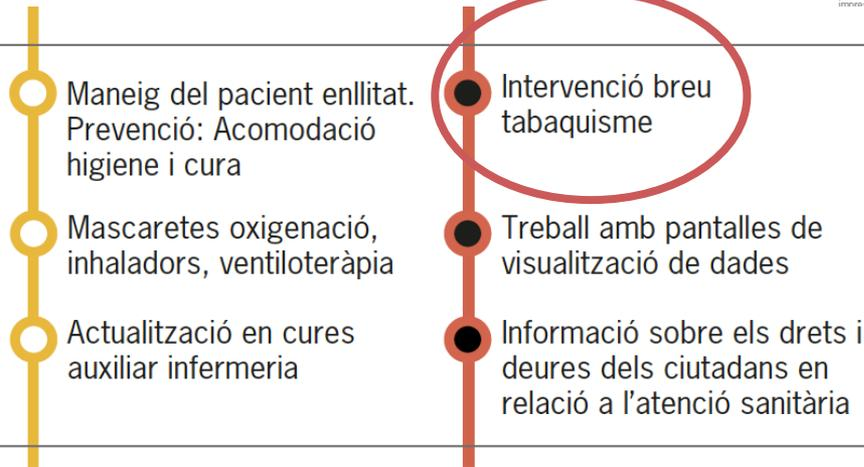 Maneig del pacient enllitat.
Prevenció: Acomodació
higiene i cura
Mascaretes oxigenació,
inhaladors, ventiloteràpia
Actualització en cures
auxiliar infermeria
Intervenció breu
tabaquisme
Treball amb pantalles de
visualització de dades
Informació sobre els drets i
deures dels ciutadans en
relació a l'atenció sanitària